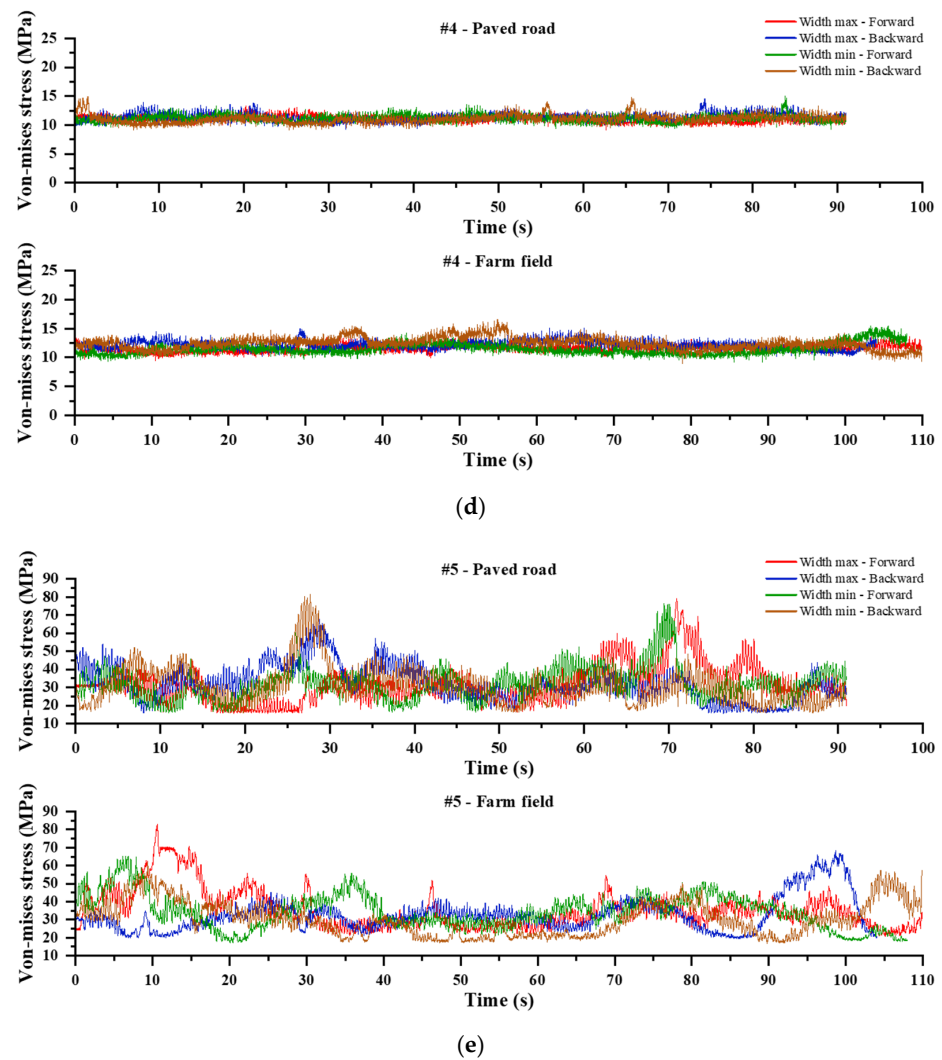 #4 - Paved road
Width max - Forward
Width max - Backward
Width min - Forward
Width min - Backward
Von-mises stress (MPa)
25
20
15
10
5
0
0 10 20 30 40 50 60 70 80 90 100
Time (s)
#4 - Farm field
Von-mises stress (MPa)
25
20
15
10
5
0
0 10 20 30 40 50 60 70 80 90 100 110
Time (s)
(d)
#5 - Paved road
Width max - Forward
Width max - Backward
Width min - Forward
Width min - Backward
Von-mises stress (MPa)
90
80
70
60
50
40
30
20
10
0 10 20 30 40 50 60 70 80 90 100
Time (s)
#5 - Farm field
Von-mises stress (MPa)
90
80
70
60
50
40
30
20
10
0 10 20 30 40 50 60 70 80 90 100 110
Time (s)
(e)